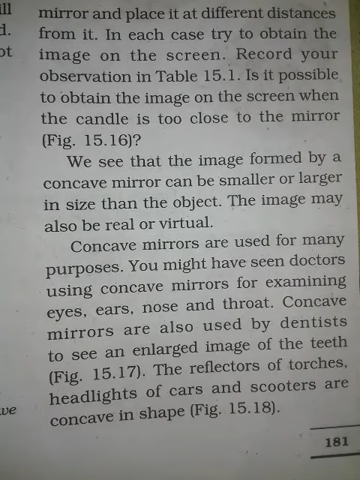 ill
d.
ot
mirror and place it at different distances
from it. In each case try to obtain the
image on the screen. Record your
observation in Table 15.1. Is it possible
to obtain the image on the screen when
the candle is too close to the mirror
(Fig. 15.16)?
We see that the image formed by a
concave mirror can be smaller or larger
in size than the object. The image may
also be real or virtual.
Concave mirrors are used for many
purposes. You might have seen doctors
using concave mirrors for examining
eyes, ears, nose and throat. Concave
mirrors are also used by dentists
to see an enlarged image of the teeth
(Fig. 15.17). The reflectors of torches,
headlights of cars and scooters are
concave in shape (Fig. 15.18).
we
181